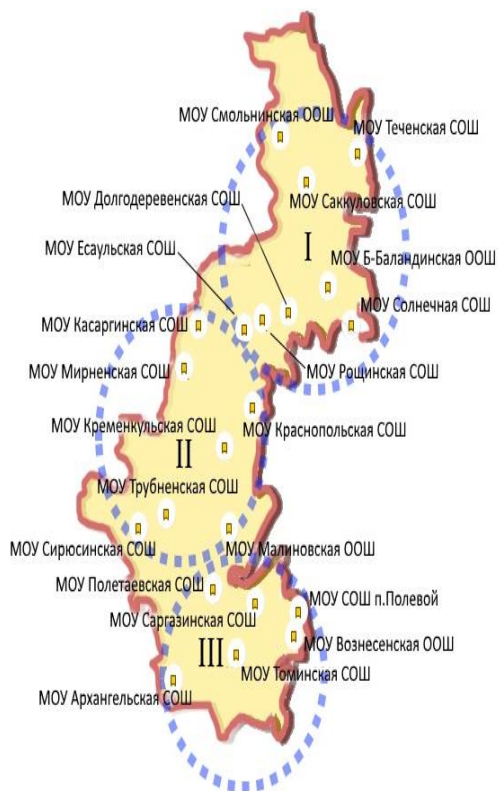 МОУ Смольнинская ООШ
МОУ Теченская СОШ
МОУ Долгодеревенская СОШ
МОУ Саккуловская СОШ
МОУ Есаульская СОШ
I
МОУ Б-Баландинская ООШ
МОУ Солнечная СОШ
МОУ Касаргинская СОШ
МОУ Мирненская СОШ
МОУ Рощинская СОШ
МОУ Кременкульская СОШ
МОУ Краснопольская СОШ
II
МОУ Трубненская СОШ
МОУ Сирюсинская СОШ
МОУ Малиновская ООШ
МОУ Полетаевская СОШ
МОУ Саргазинская СОШ
МОУ СОШ п.Полевой
III
МОУ Вознесенская ООШ
МОУ Томинская СОШ
МОУ Архангельская СОШ